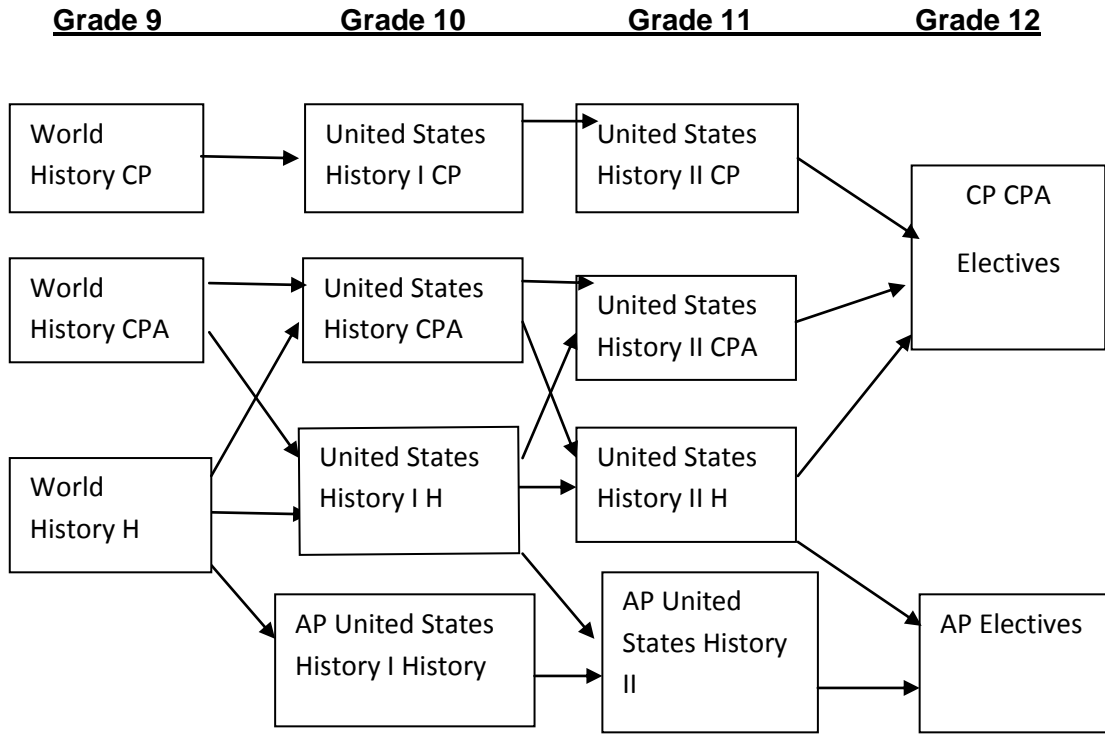 Grade 9 Grade 10 Grade 11 Grade 12
World
History CP
United States
History I CP
United States
History II CP
CP CPA
Electives
World
History CPA
United States
History CPA
United States
History II CPA
World
History H
United States
History I H
United States
History II H
AP United States
History I History
AP United
States History
II
AP Electives